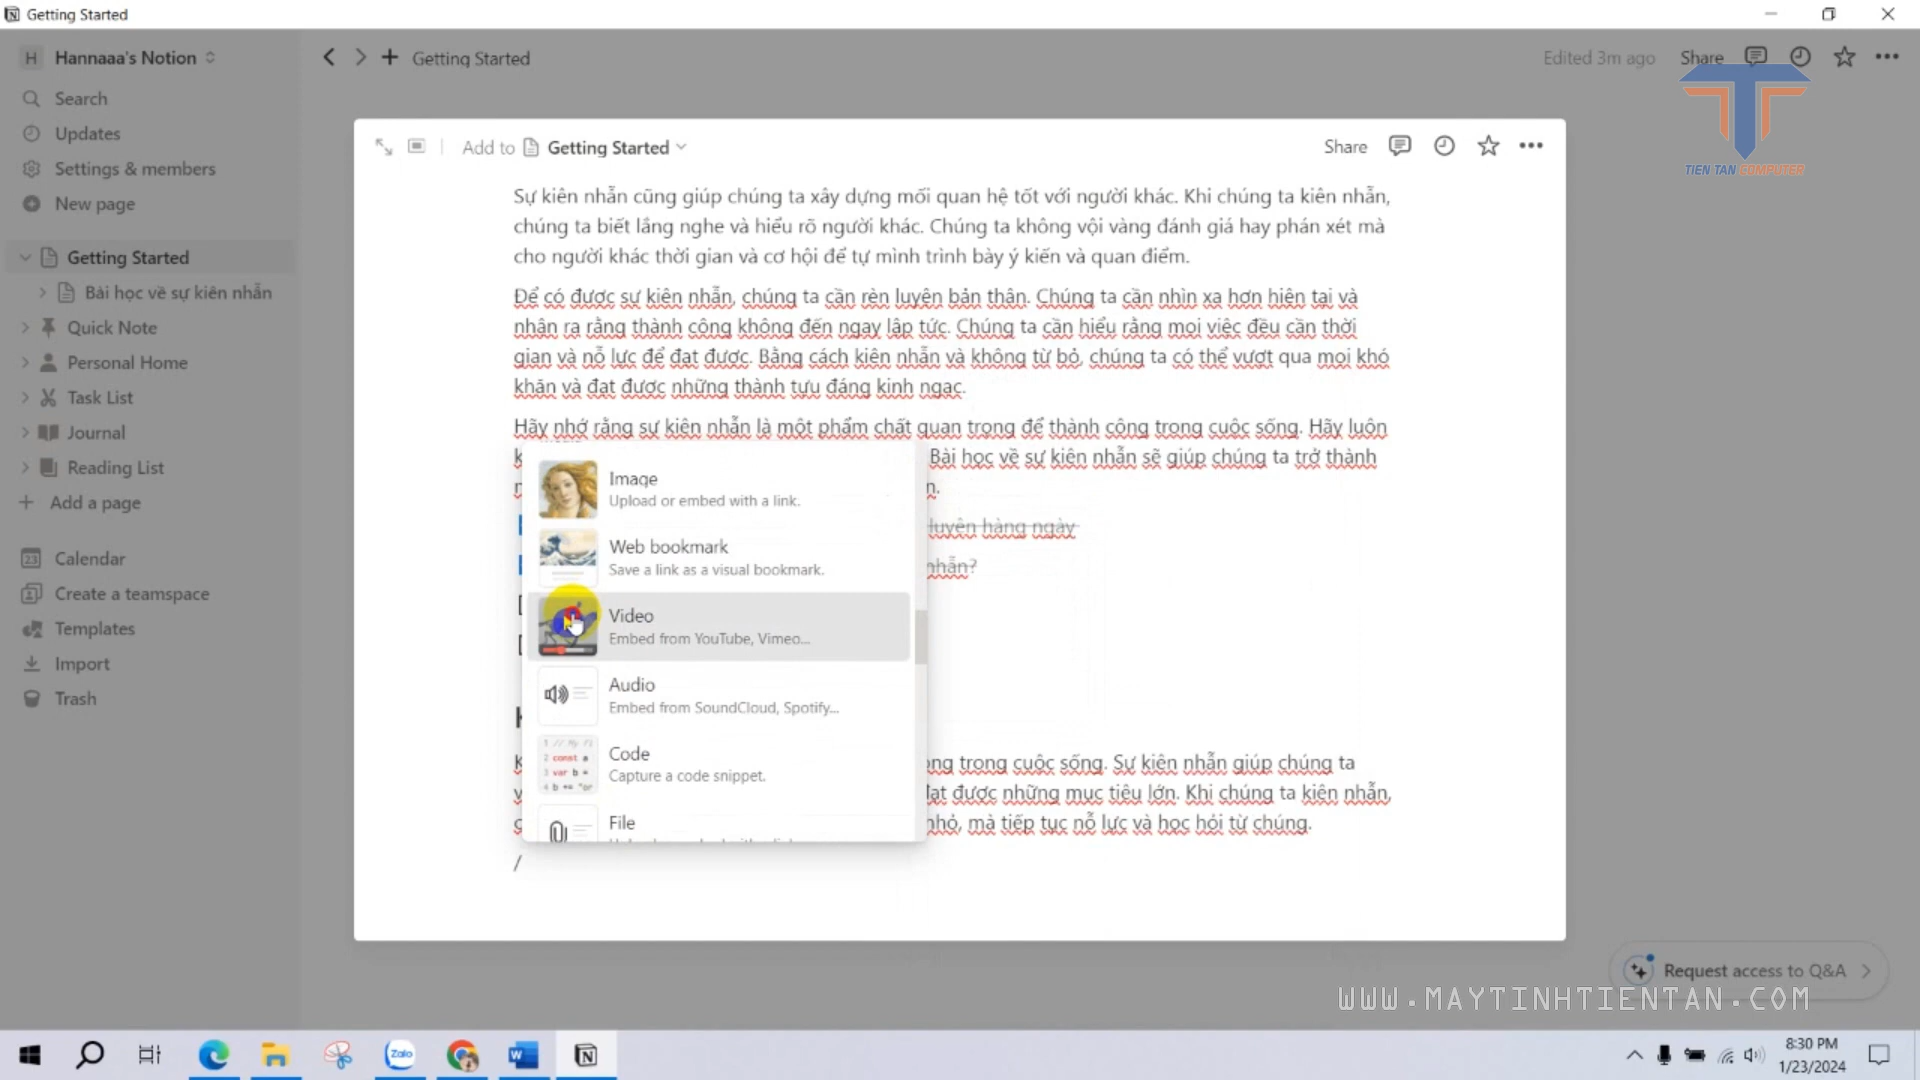 Getting Started
H Hannaaa's Notion
Search
Updates
Settings & members
New page
Getting Started
Bài học về sự kiên nhẫn
Quick Note
Personal Home
Task List
Journal
Reading List
Add a page
23 Calendar
Create a teamspace
Templates
Import
Trash
Getting Started
Edited 3m ago
Share
TIEN TAN COMPUTER
Add to Getting Started
Share
Sự kiên nhẫn cũng giúp chúng ta xây dựng mối quan hệ tốt với người khác. Khi chúng ta kiên nhẫn,
chúng ta biết lắng nghe và hiểu rõ người khác. Chúng ta không vội vàng đánh giá hay phán xét mà
cho người khác thời gian và cơ hội để tự mình trình bày ý kiến và quan điểm.
Để có được sự kiên nhẫn, chúng ta cần rèn luyện bản thân. Chúng ta cần nhìn xa hơn hiện tại và
nhận ra rằng thành công không đến ngay lập tức. Chúng ta cần hiểu rằng mọi việc đều cần thời
gian và nỗ lực để đạt được. Bằng cách kiên nhẫn và không từ bỏ, chúng ta có thể vượt qua mọi khó
khăn và đạt được những thành tựu đáng kinh ngạc.
Hãy nhớ rằng sự kiên nhẫn là một phẩm chất quan trọng để thành công trong cuộc sống. Hãy luôn
Bài học về sự kiên nhẫn sẽ giúp chúng ta trở thành
luyện hàng ngày
nhẫn?
Image
Upload or embed with a link.
Web bookmark
Save a link as a visual bookmark.
Video
Embed from YouTube, Vimeo...
Audio
Embed from SoundCloud, Spotify...
Code
Capture a code snippet.
File
trong cuộc sống. Sự kiên nhẫn giúp chúng ta
đạt được những mục tiêu lớn. Khi chúng ta kiên nhẫn,
nhỏ, mà tiếp tục nỗ lực và học hỏi từ chúng.
/
Request access to Q&A
WWW.MAYTINHTIENTAN.COM
Zalo
8:30 PM
1/23/2024